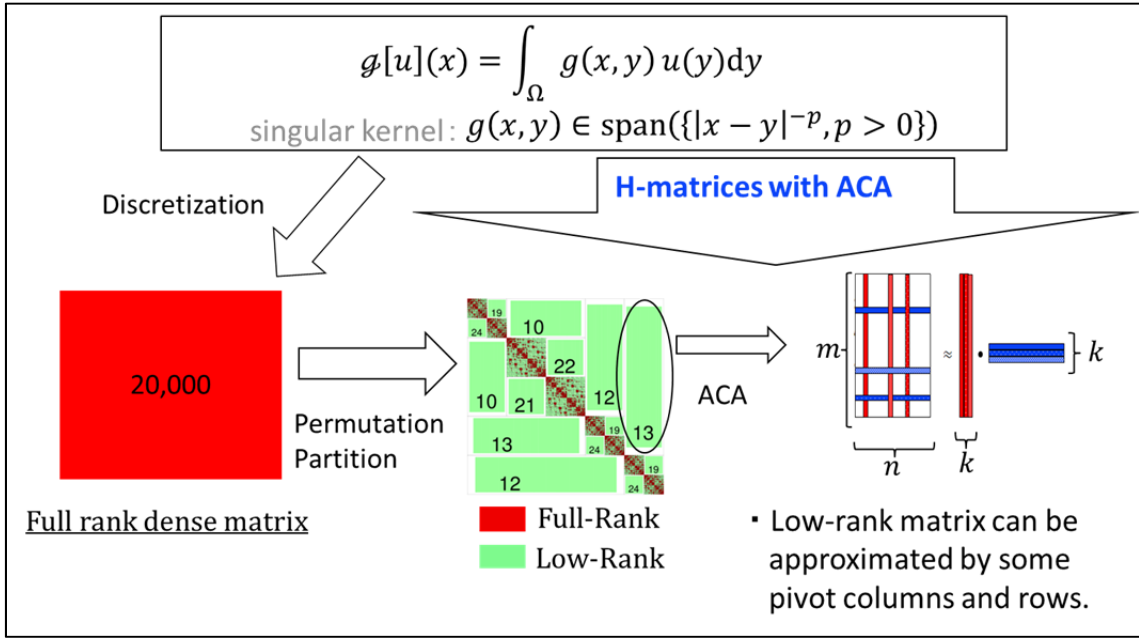 ℊ[u](x) = ∫_Ω g(x, y) u(y)dy
singular kernel : g(x, y) ∈ span({|x − y|^{−p}, p > 0})
H-matrices with ACA
Discretization
20,000
Permutation
Partition
Full rank dense matrix
19
24
10
22
10
21
12
13
13
19
24
12
19
24
Full-Rank
Low-Rank
ACA
m
n
≈
k
k
・ Low-rank matrix can be
approximated by some
pivot columns and rows.